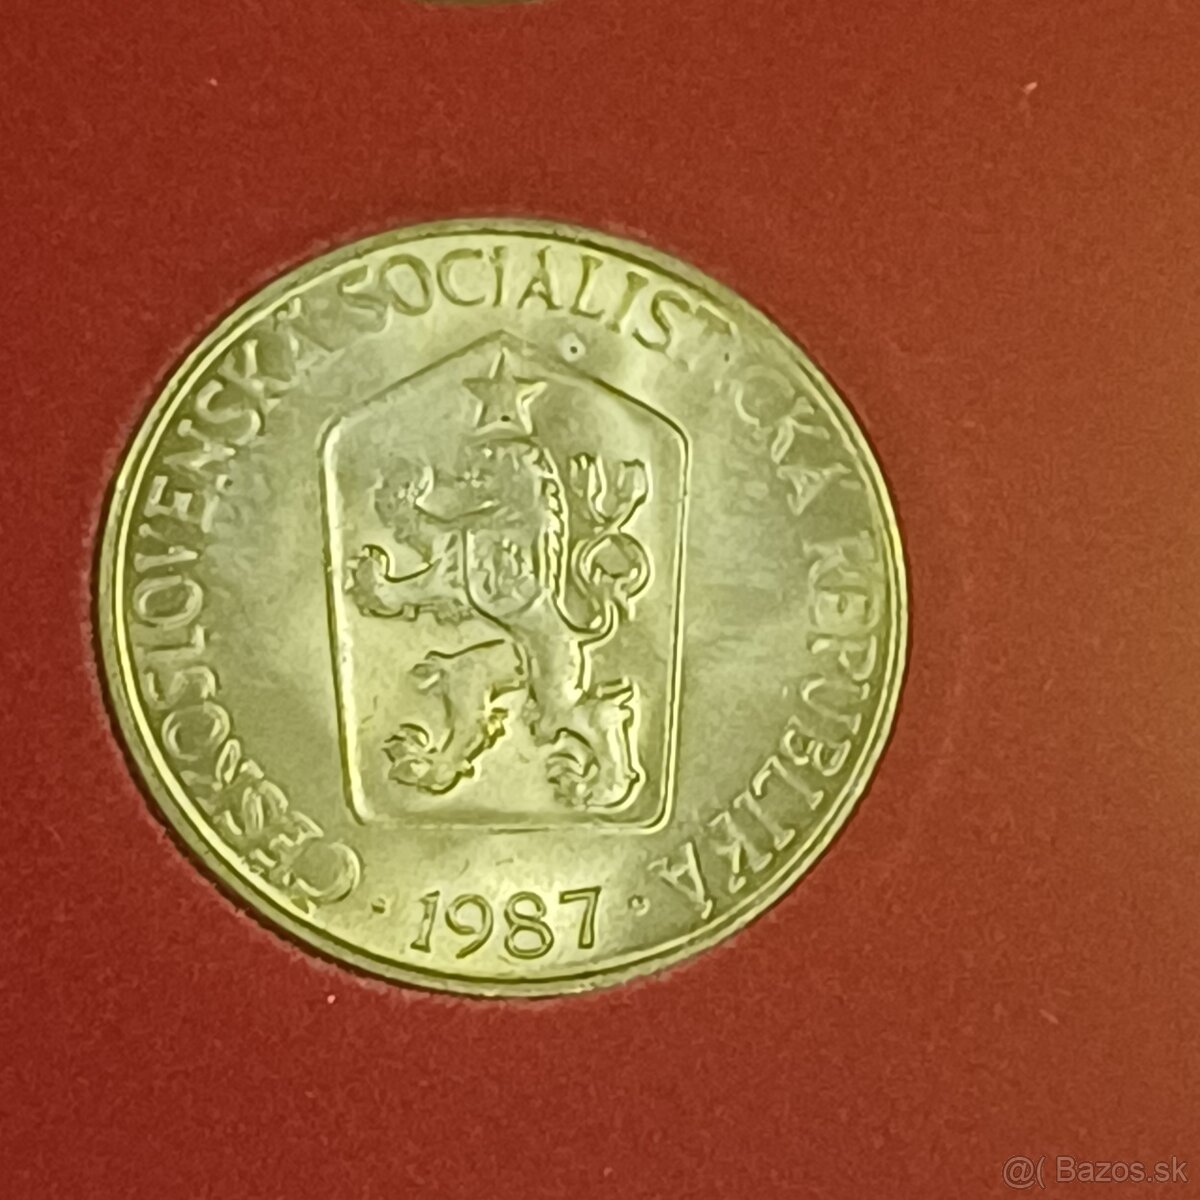 ČESKOSLOVENSKÁ SOCIALISTICKÁ REPUBLIKA
· 1987 ·
@( Bazos.sk